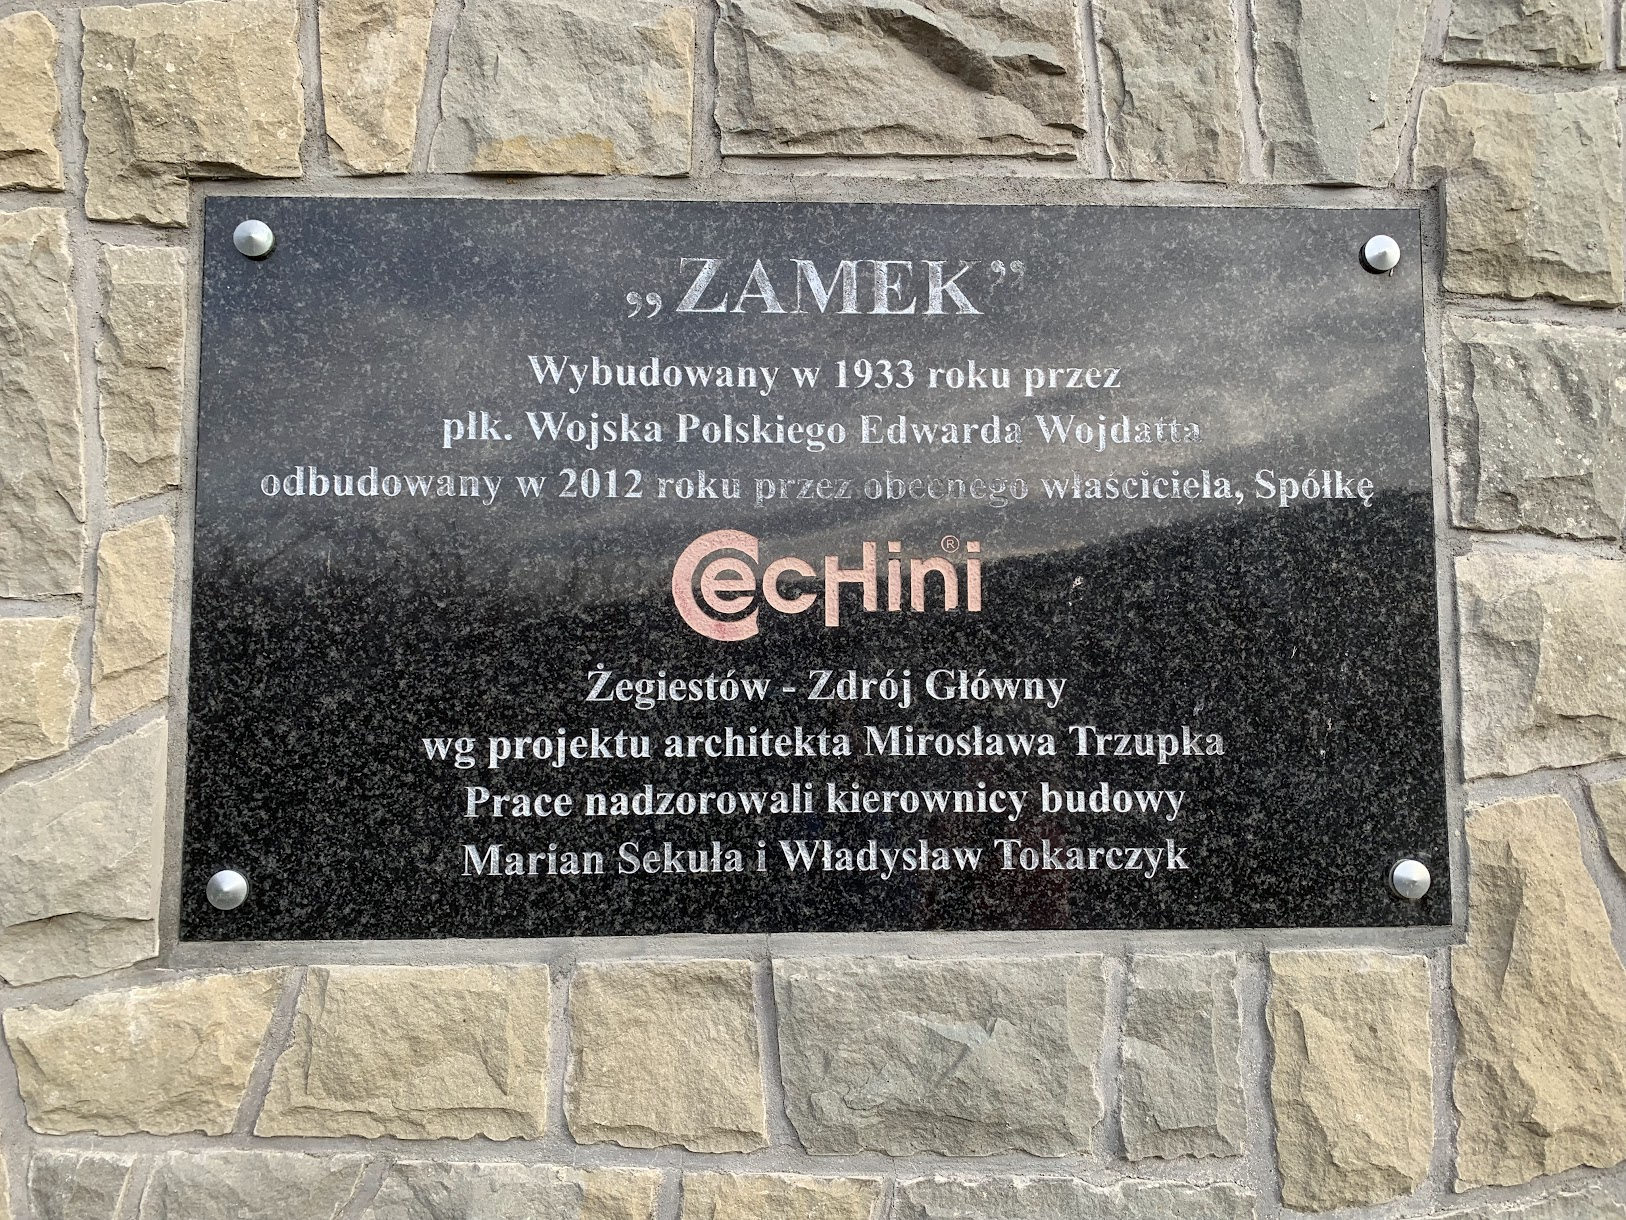 „ZAMEK”
Wybudowany w 1933 roku przez
płk. Wojska Polskiego Edwarda Wojdatta
odbudowany w 2012 roku przez obecnego właściciela, Spółkę
Cechini®
Żegiestów - Zdrój Główny
wg projektu architekta Mirosława Trzupka
Prace nadzorowali kierownicy budowy
Marian Sekuła i Władysław Tokarczyk